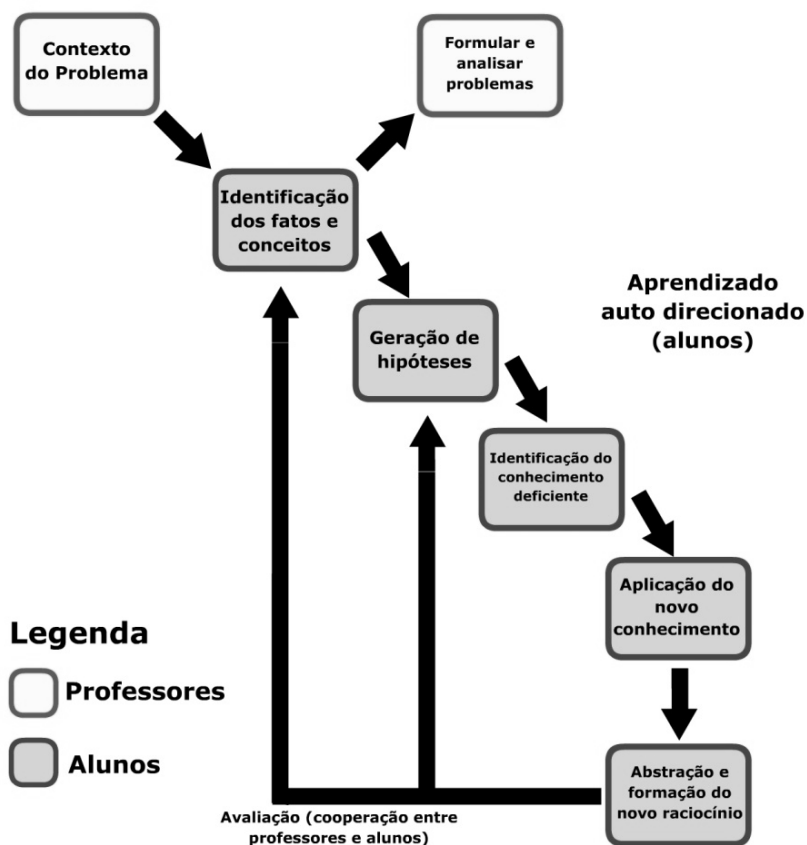 Contexto
do Problema
Formular e
analisar
problemas
Identificação
dos fatos e
conceitos
Geração de
hipóteses
Aprendizado
auto direcionado
(alunos)
Identificação do
conhecimento
deficiente
Aplicação do
novo
conhecimento
Legenda
Professores
Alunos
Abstração e
formação do
novo raciocínio
Avaliação (cooperação entre
professores e alunos)